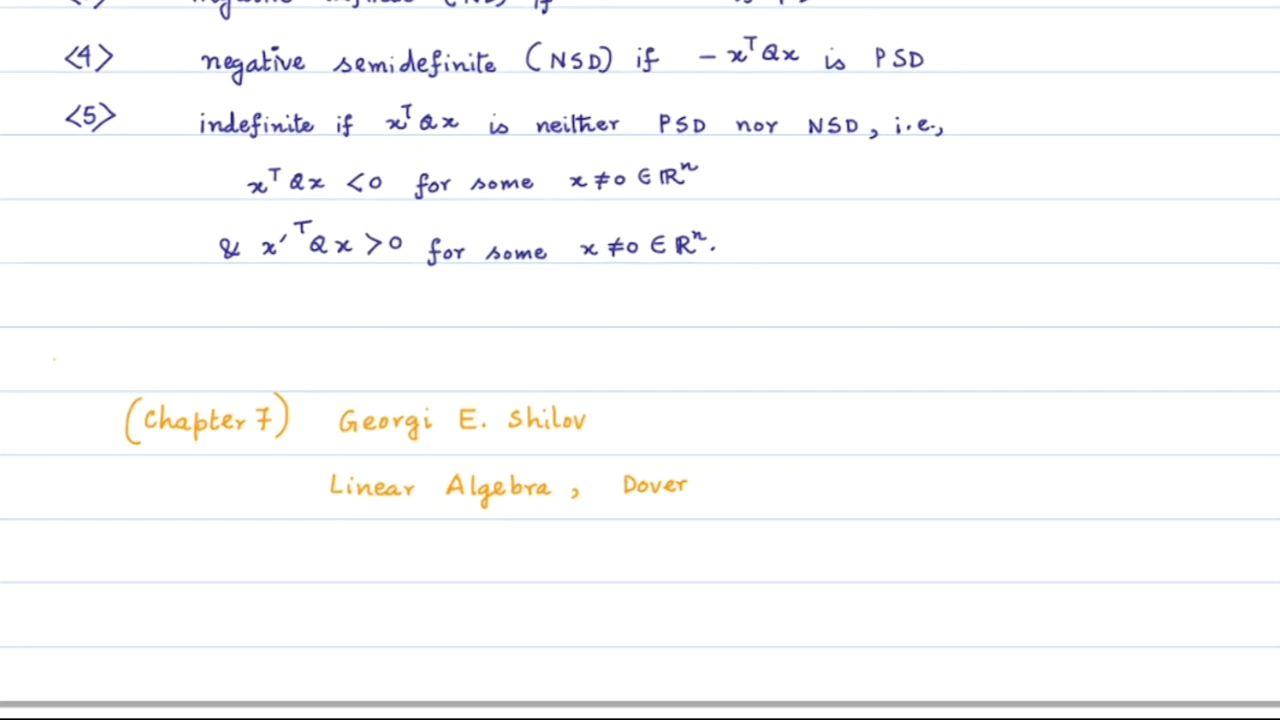 <4> negative semidefinite (NSD) if - xᵀQx is PSD
<5> indefinite if xᵀQx is neither PSD nor NSD, i.e.,
xᵀQx <0 for some x≠0 ∈ ℝⁿ
& x′ᵀQx >0 for some x≠0 ∈ ℝⁿ.
(Chapter 7) Georgi E. Shilov
Linear Algebra, Dover